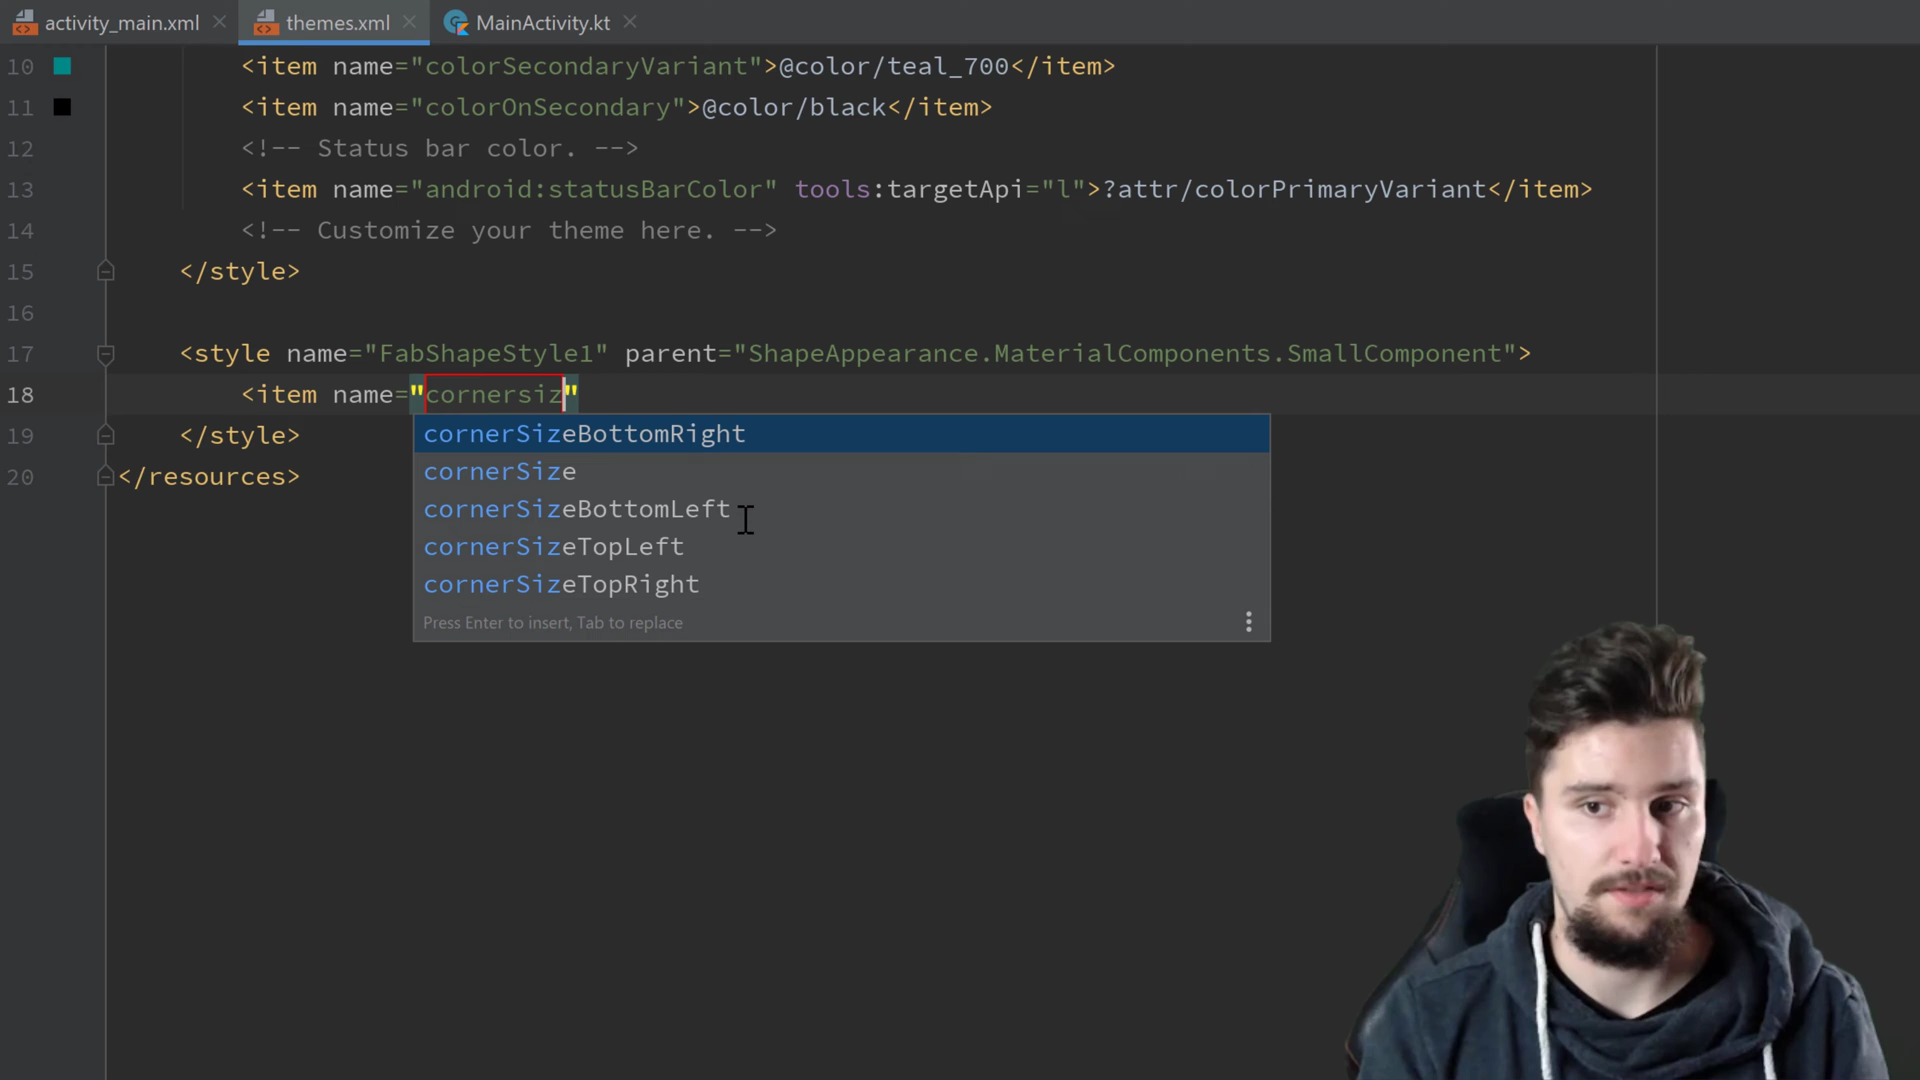 activity_main.xml themes.xml MainActivity.kt
10 <item name="colorSecondaryVariant">@color/teal_700</item>
11 <item name="colorOnSecondary">@color/black</item>
12 <!-- Status bar color. -->
13 <item name="android:statusBarColor" tools:targetApi="l">?attr/colorPrimaryVariant</item>
14 <!-- Customize your theme here. -->
15 </style>
16
17 <style name="FabShapeStyle1" parent="ShapeAppearance.MaterialComponents.SmallComponent">
18 <item name="cornersiz"
19 </style>
20 </resources>
cornerSizeBottomRight
cornerSize
cornerSizeBottomLeft
cornerSizeTopLeft
cornerSizeTopRight
Press Enter to insert, Tab to replace